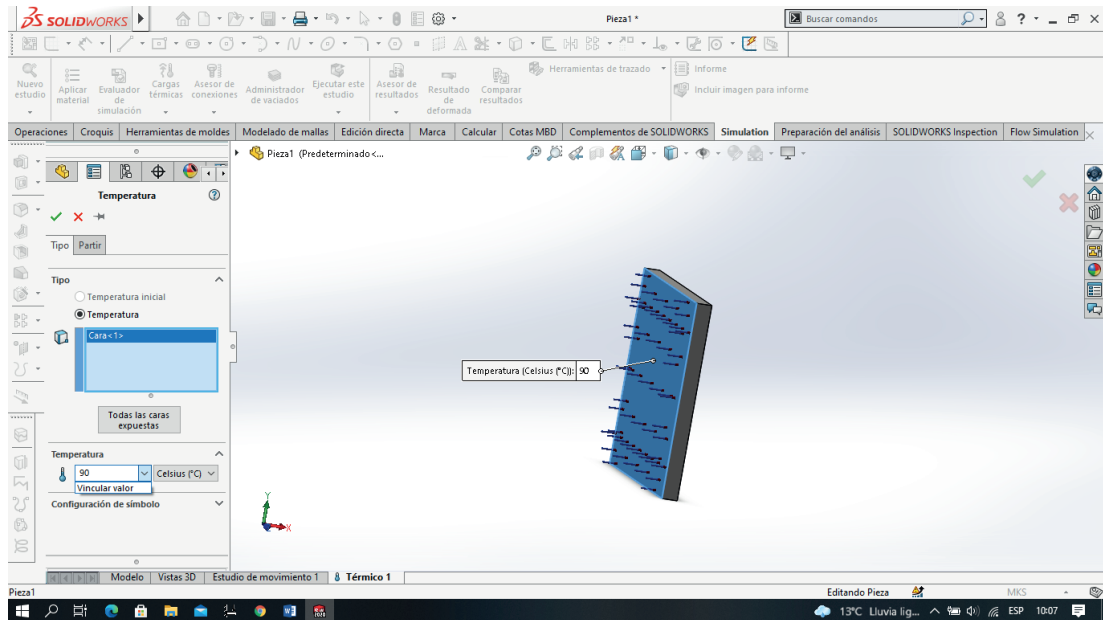 SOLIDWORKS
Pieza1 *
Buscar comandos
Nuevo estudio
Aplicar material
Evaluador de simulación
Cargas térmicas
Asesor de conexiones
Administrador de vaciados
Ejecutar este estudio
Asesor de resultados
Resultado de deformada
Comparar resultados
Herramientas de trazado
Informe
Incluir imagen para informe
Operaciones
Croquis
Herramientas de moldes
Modelado de mallas
Edición directa
Marca
Calcular
Cotas MBD
Complementos de SOLIDWORKS
Simulation
Preparación del análisis
SOLIDWORKS Inspection
Flow Simulation
Pieza1 (Predeterminado<...
Temperatura
Tipo
Partir
Tipo
Temperatura inicial
Temperatura
Cara<1>
Todas las caras
expuestas
Temperatura
90
Celsius (°C)
Vincular valor
Configuración de símbolo
Temperatura (Celsius (°C)): 90
Y
X
Modelo
Vistas 3D
Estudio de movimiento 1
Térmico 1
Pieza1
Editando Pieza
MKS
13°C Lluvia lig...
ESP
10:07